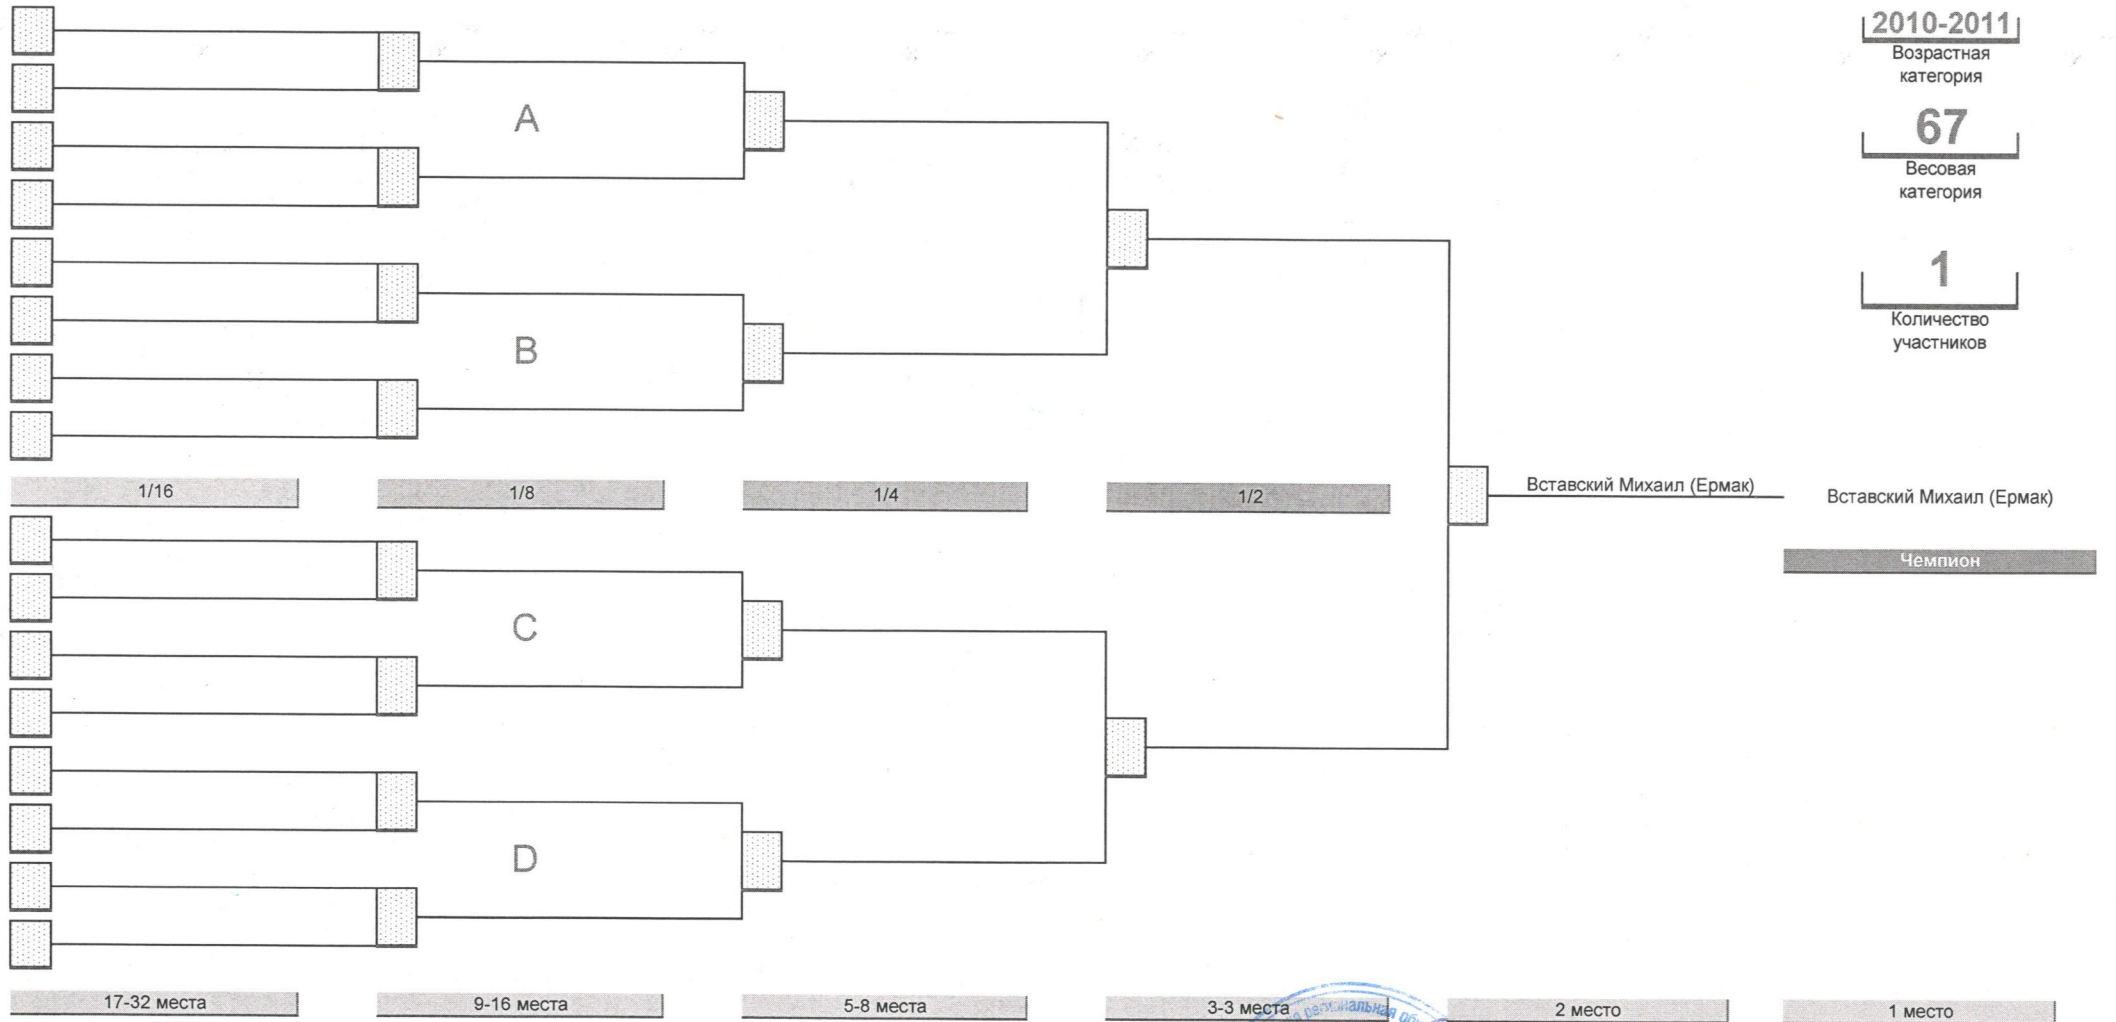 2010-2011
Возрастная
категория
67
Весовая
категория
1
Количество
участников
A
B
1/16
1/8
1/4
1/2
Вставский Михаил (Ермак)
Вставский Михаил (Ермак)
Чемпион
C
D
17-32 места
9-16 места
5-8 места
3-3 места
2 место
1 место
региональная